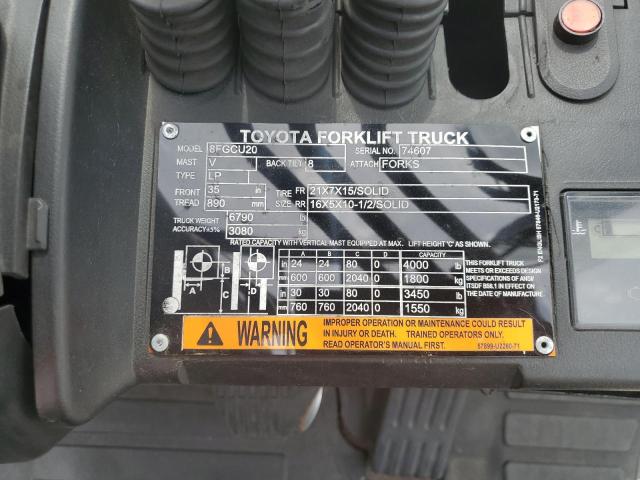 TOYOTA FORKLIFT TRUCK
MODEL 8FGCU20 SERIAL NO. 74607
MAST V BACK TILT 8 ATTACH FORKS
TYPE LP
FRONT 35 in TIRE FR 21X7X15/SOLID
TREAD 890 mm SIZE RR 16X5X10-1/2/SOLID
TRUCK WEIGHT 6790 lb
ACCURACY±5% 3080 kg
RATED CAPACITY WITH VERTICAL MAST EQUIPPED AT MAX. LIFT HEIGHT 'C' AS SHOWN.
A B C D CAPACITY
in 24 24 80 0 4000 lb
mm 600 600 2040 0 1800 kg
in 30 30 80 0 3450 lb
mm 760 760 2040 0 1550 kg
A B C D
THIS FORKLIFT TRUCK
MEETS OR EXCEEDS DESIGN
SPECIFICATIONS OF ANSI/
ITSDF B56.1 IN EFFECT ON
THE DATE OF MANUFACTURE.
WARNING
IMPROPER OPERATION OR MAINTENANCE COULD RESULT
IN INJURY OR DEATH. TRAINED OPERATORS ONLY.
READ OPERATOR'S MANUAL FIRST.
57899-U2260-71